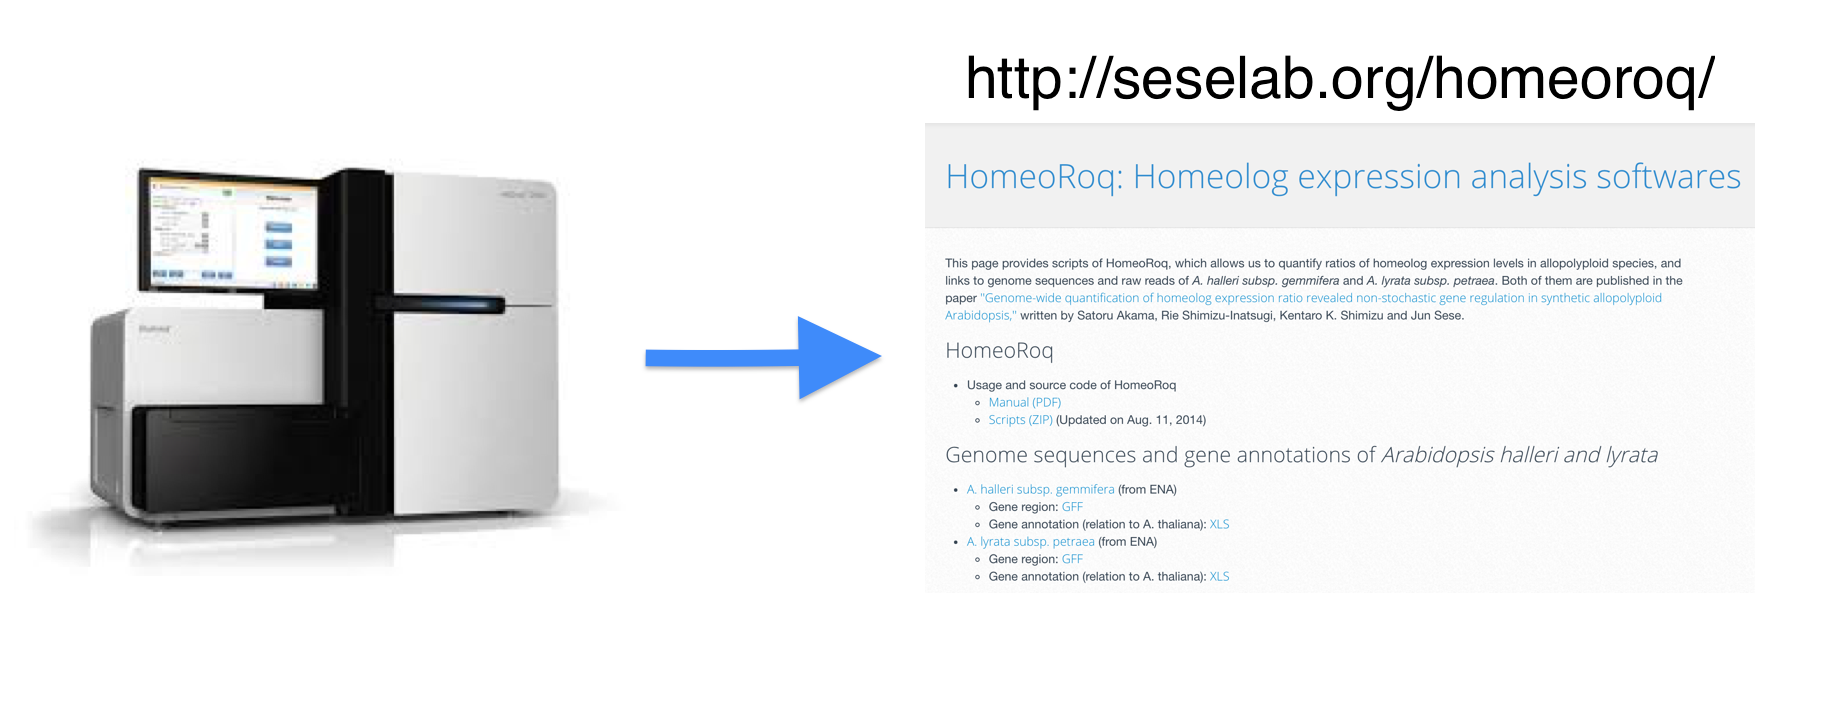 http://seselab.org/homeoroq/
HomeoRoq: Homeolog expression analysis softwares
This page provides scripts of HomeoRoq, which allows us to quantify ratios of homeolog expression levels in allopolyploid species, and
links to genome sequences and raw reads of A. halleri subsp. gemmifera and A. lyrata subsp. petraea. Both of them are published in the
paper "Genome-wide quantification of homeolog expression ratio revealed non-stochastic gene regulation in synthetic allopolyploid
Arabidopsis," written by Satoru Akama, Rie Shimizu-Inatsugi, Kentaro K. Shimizu and Jun Sese.
HomeoRoq
• Usage and source code of HomeoRoq
◦ Manual (PDF)
◦ Scripts (ZIP) (Updated on Aug. 11, 2014)
Genome sequences and gene annotations of Arabidopsis halleri and lyrata
• A. halleri subsp. gemmifera (from ENA)
◦ Gene region: GFF
◦ Gene annotation (relation to A. thaliana): XLS
• A. lyrata subsp. petraea (from ENA)
◦ Gene region: GFF
◦ Gene annotation (relation to A. thaliana): XLS